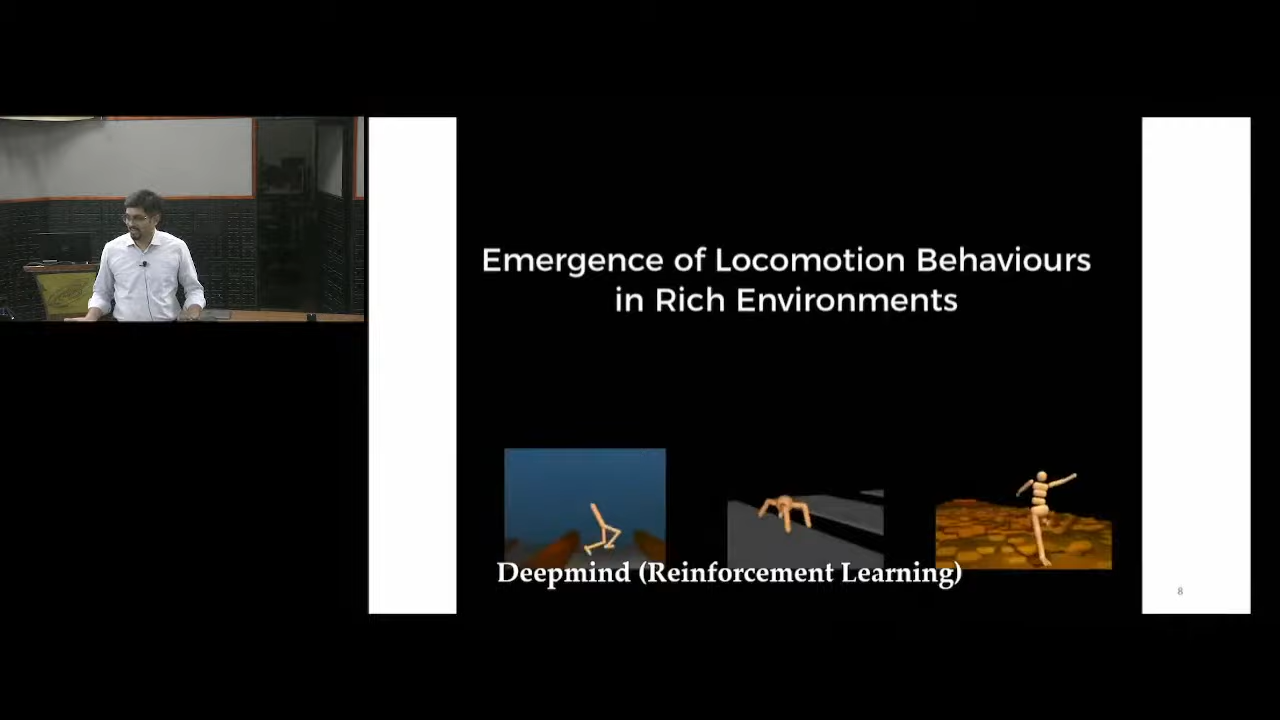 Emergence of Locomotion Behaviours
in Rich Environments
Deepmind (Reinforcement Learning)
8